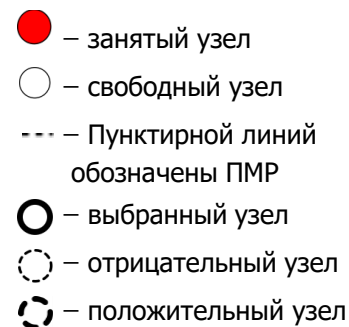 – занятый узел
– свободный узел
– Пунктирной линий
обозначены ПМР
– выбранный узел
– отрицательный узел
– положительный узел